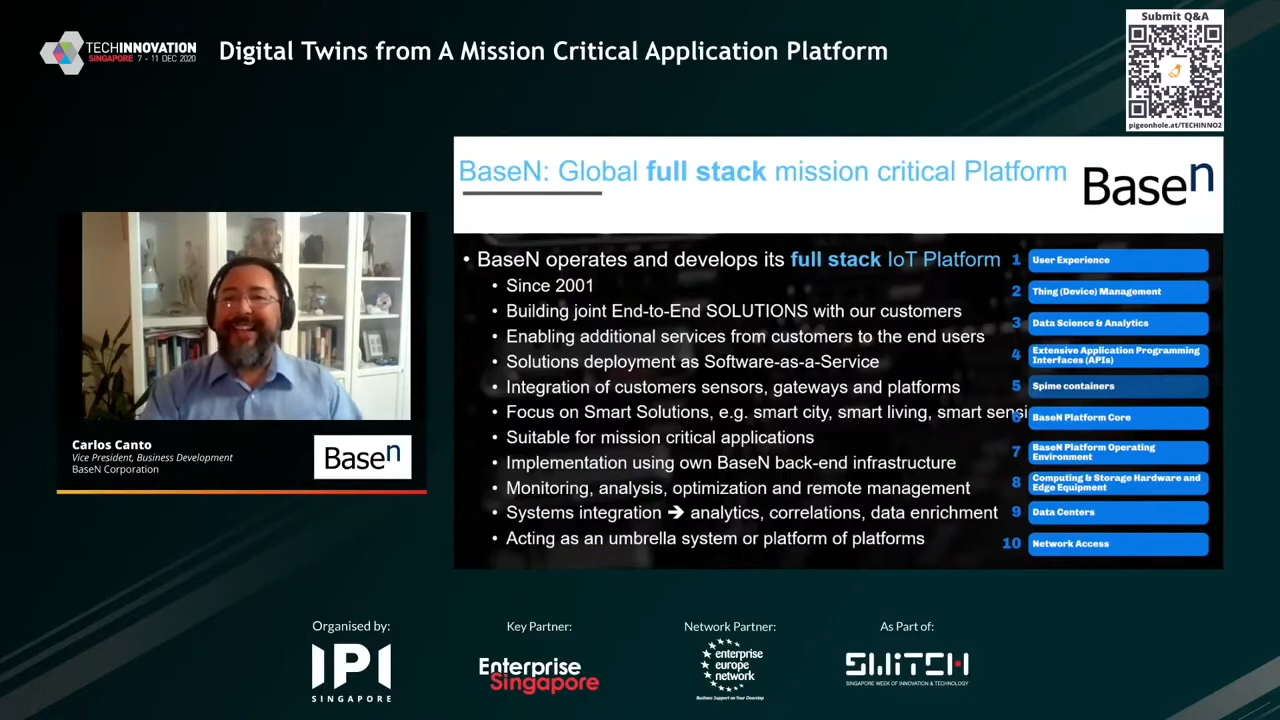 TECHINNOVATION
SINGAPORE 7 - 11 DEC 2020
Digital Twins from A Mission Critical Application Platform
Submit Q&A
pigeonhole.at/TECHINNO2
BaseN: Global full stack mission critical Platform
Basen
• BaseN operates and develops its full stack IoT Platform
• Since 2001
• Building joint End-to-End SOLUTIONS with our customers
• Enabling additional services from customers to the end users
• Solutions deployment as Software-as-a-Service
• Integration of customers sensors, gateways and platforms
• Focus on Smart Solutions, e.g. smart city, smart living, smart sensi
• Suitable for mission critical applications
• Implementation using own BaseN back-end infrastructure
• Monitoring, analysis, optimization and remote management
• Systems integration ➔ analytics, correlations, data enrichment
• Acting as an umbrella system or platform of platforms
1 User Experience
2 Thing (Device) Management
3 Data Science & Analytics
4 Extensive Application Programming
Interfaces (APIs)
5 Spime containers
6 BaseN Platform Core
7 BaseN Platform Operating
Environment
8 Computing & Storage Hardware and
Edge Equipment
9 Data Centers
10 Network Access
Carlos Canto
Vice President, Business Development
BaseN Corporation
Basen
Organised by:
IPI
SINGAPORE
Key Partner:
Enterprise
Singapore
Network Partner:
enterprise
europe
network
Business Support on Your Doorstep
As Part of:
SWITCH
SINGAPORE WEEK OF INNOVATION & TECHNOLOGY